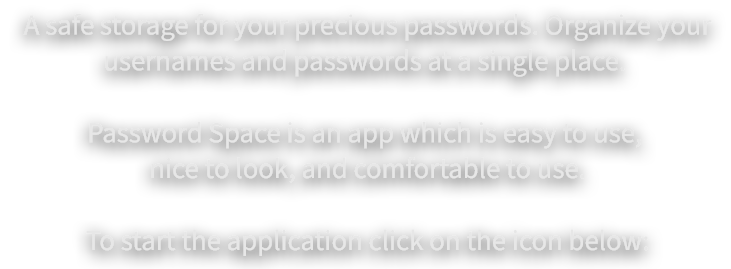 A safe storage for your precious passwords. Organize your
usernames and passwords at a single place.
Password Space is an app which is easy to use,
nice to look, and comfortable to use.
To start the application click on the icon below.